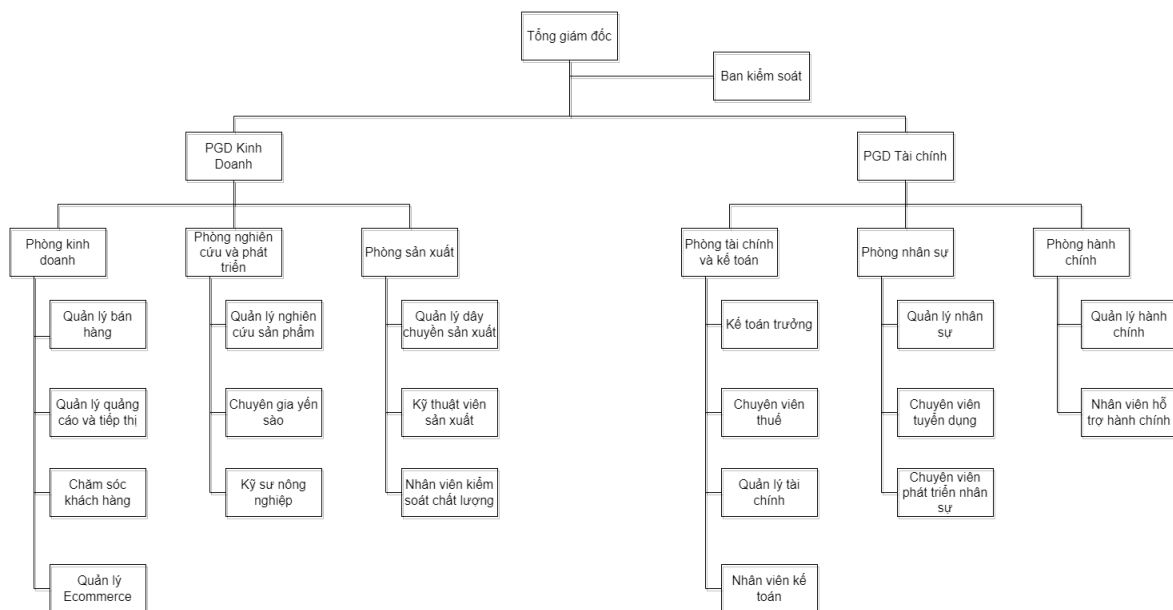 Tổng giám đốc
Ban kiểm soát
PGD Kinh
Doanh
PGD Tài chính
Phòng kinh
doanh
Phòng nghiên
cứu và phát
triển
Phòng sản xuất
Phòng tài chính
và kế toán
Phòng nhân sự
Phòng hành
chính
Quản lý bán
hàng
Quản lý nghiên
cứu sản phẩm
Quản lý dây
chuyền sản xuất
Kế toán trưởng
Quản lý nhân
sự
Quản lý hành
chính
Quản lý quảng
cáo và tiếp thị
Chuyên gia yến
sào
Kỹ thuật viên
sản xuất
Chuyên viên
thuế
Chuyên viên
tuyển dụng
Nhân viên hỗ
trợ hành chính
Chăm sóc
khách hàng
Kỹ sư nông
nghiệp
Nhân viên kiểm
soát chất lượng
Quản lý tài
chính
Chuyên viên
phát triển nhân
sự
Quản lý
Ecommerce
Nhân viên kế
toán